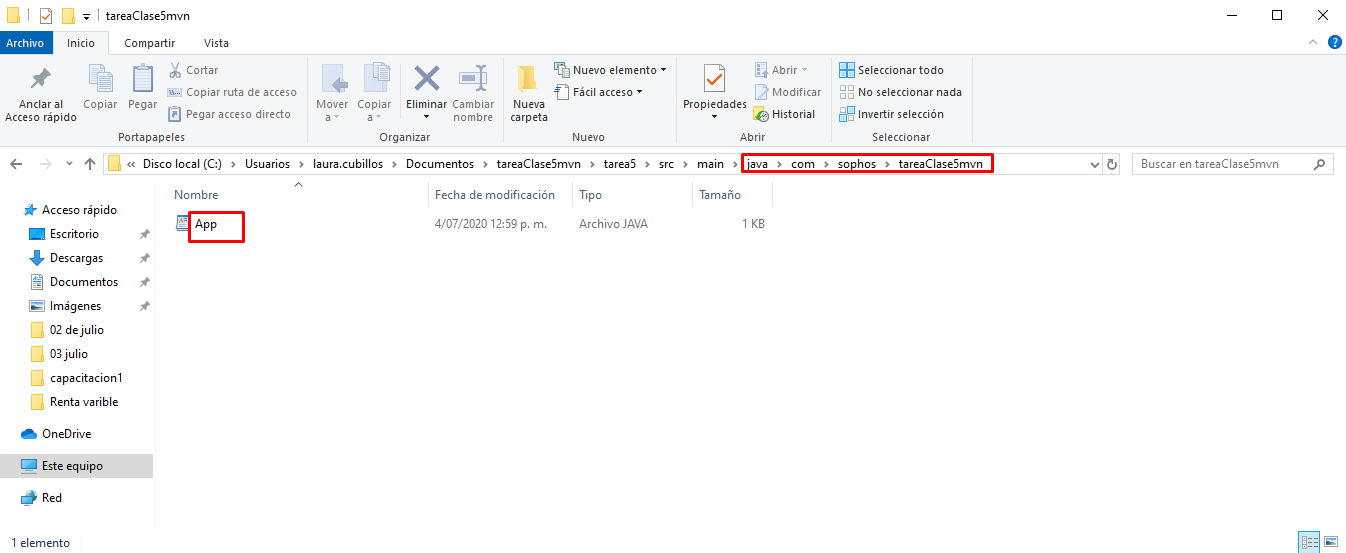 tareaClase5mvn
Archivo Inicio Compartir Vista
Anclar al Acceso rápido
Copiar
Pegar
Cortar
Copiar ruta de acceso
Pegar acceso directo
Portapapeles
Mover a
Copiar a
Eliminar
Cambiar nombre
Organizar
Nueva carpeta
Nuevo elemento
Fácil acceso
Nuevo
Propiedades
Abrir
Modificar
Historial
Abrir
Seleccionar todo
No seleccionar nada
Invertir selección
Seleccionar
« Disco local (C:) > Usuarios > laura.cubillos > Documentos > tareaClase5mvn > tarea5 > src > main > java > com > sophos > tareaClase5mvn
Buscar en tareaClase5mvn
Nombre Fecha de modificación Tipo Tamaño
App 4/07/2020 12:59 p. m. Archivo JAVA 1 KB
Acceso rápido
Escritorio
Descargas
Documentos
Imágenes
02 de julio
03 julio
capacitacion1
Renta varible
OneDrive
Este equipo
Red
1 elemento